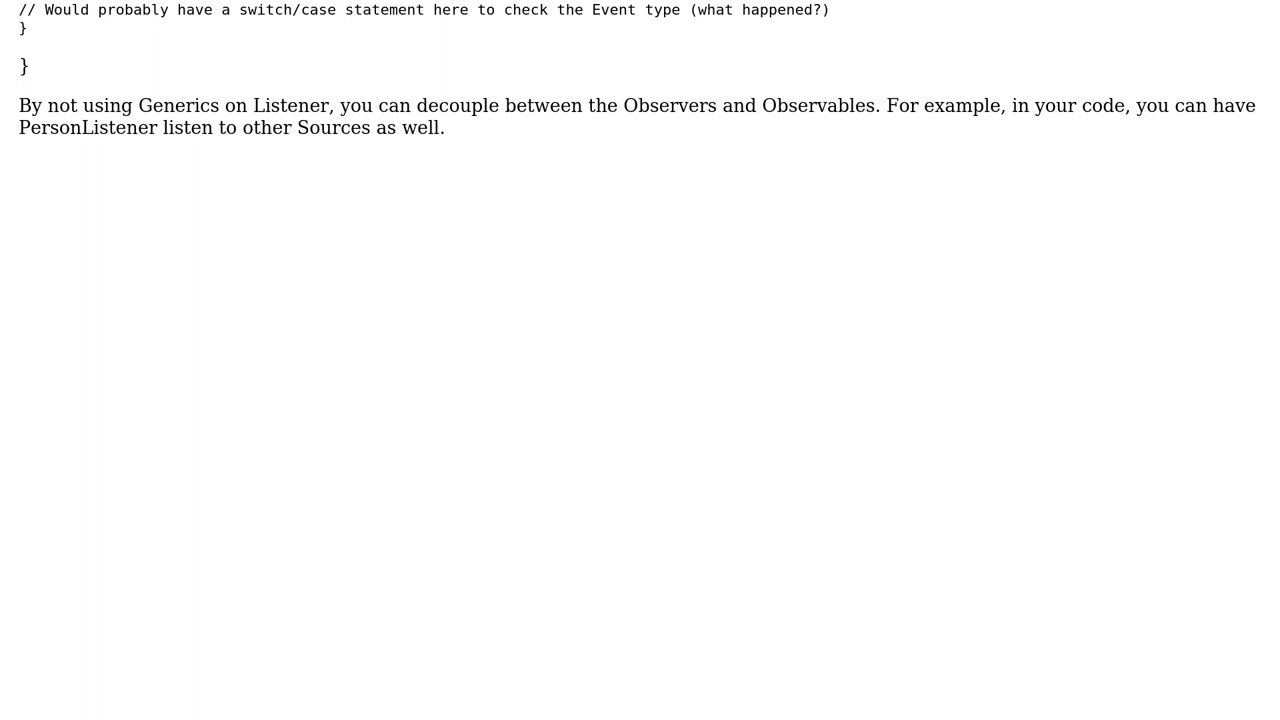 // Would probably have a switch/case statement here to check the Event type (what happened?)
}
}
By not using Generics on Listener, you can decouple between the Observers and Observables. For example, in your code, you can have
PersonListener listen to other Sources as well.